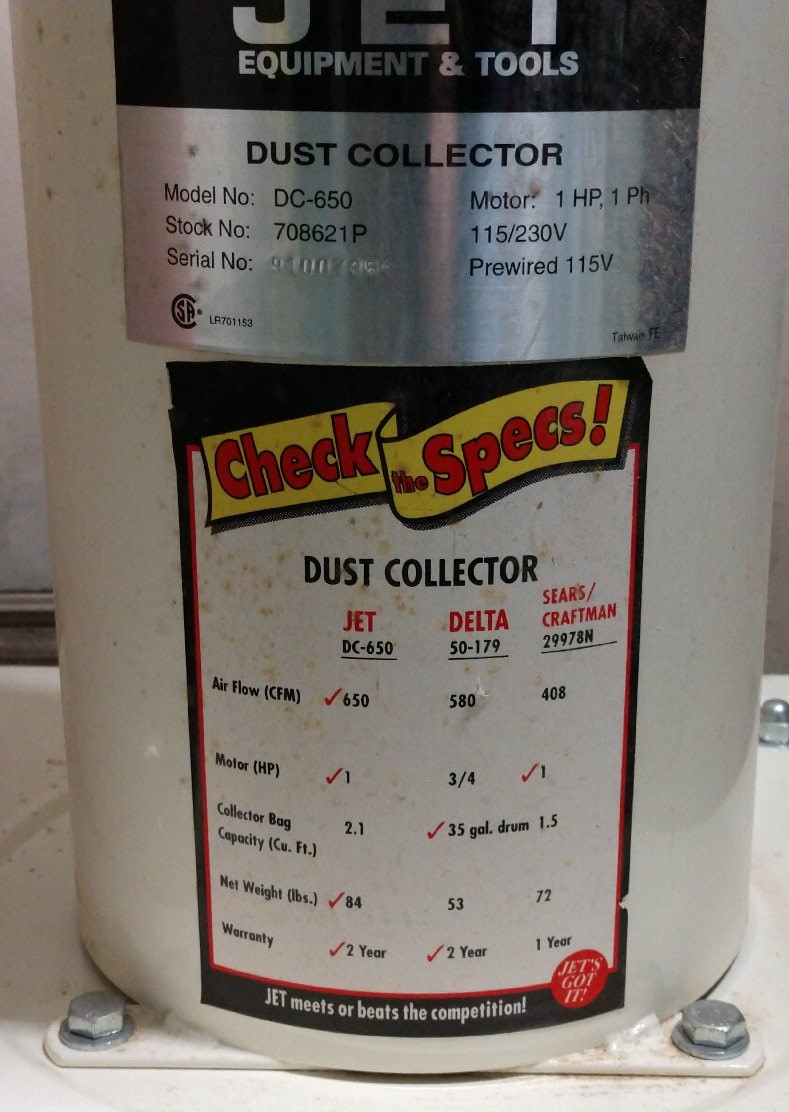 JET
EQUIPMENT & TOOLS
DUST COLLECTOR
Model No: DC-650 Motor: 1 HP, 1 Ph
Stock No: 708621P 115/230V
Serial No: Prewired 115V
CSA LR701153 Taiwan FE
Check the Specs!
DUST COLLECTOR
JET DELTA SEARS/
CRAFTMAN
DC-650 50-179 29978N
Air Flow (CFM) ✓650 580 408
Motor (HP) ✓1 3/4 ✓1
Collector Bag
Capacity (Cu. Ft.) 2.1 ✓35 gal. drum 1.5
Net Weight (lbs.) ✓84 53 72
Warranty ✓2 Year ✓2 Year 1 Year
JET'S
GOT
IT!
JET meets or beats the competition!